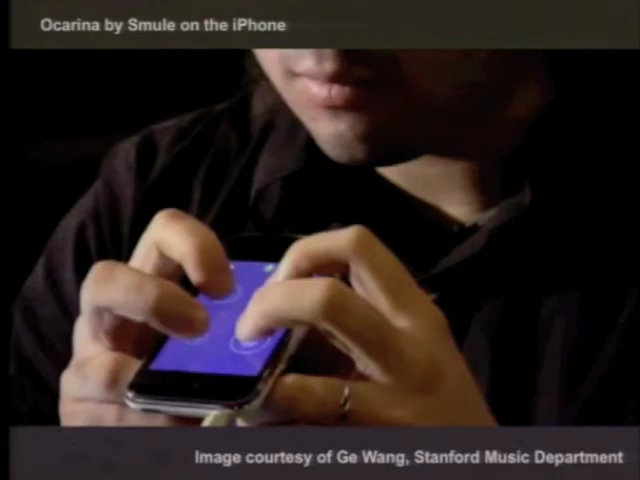 Ocarina by Smule on the iPhone
Image courtesy of Ge Wang, Stanford Music Department